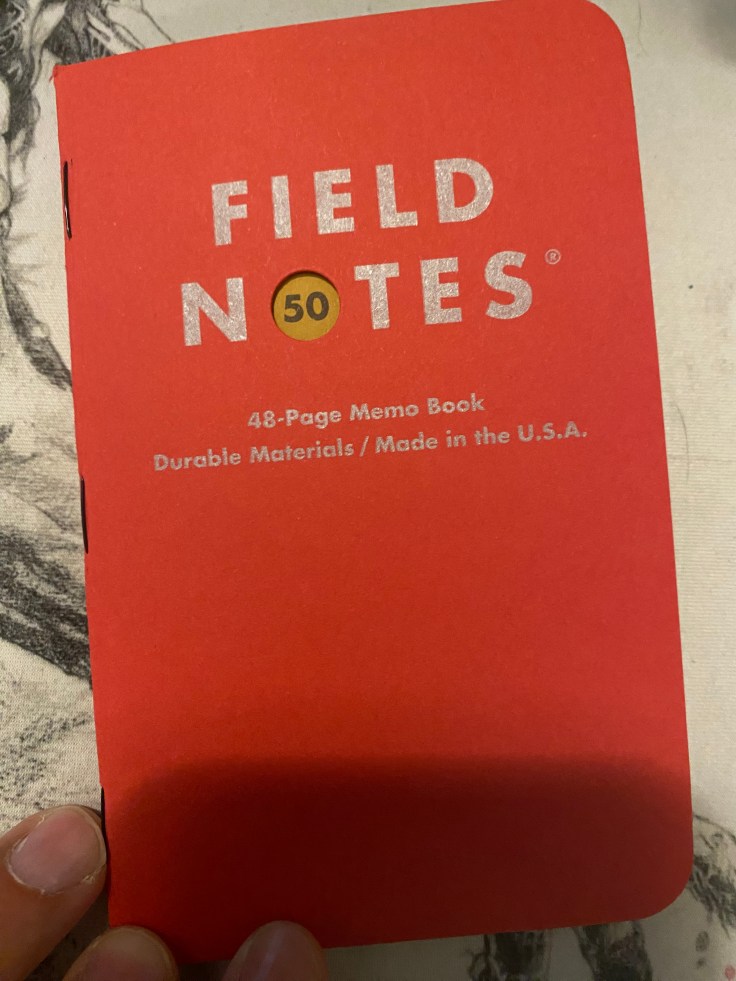 FIELD
N50TES®
48-Page Memo Book
Durable Materials / Made in the U.S.A.